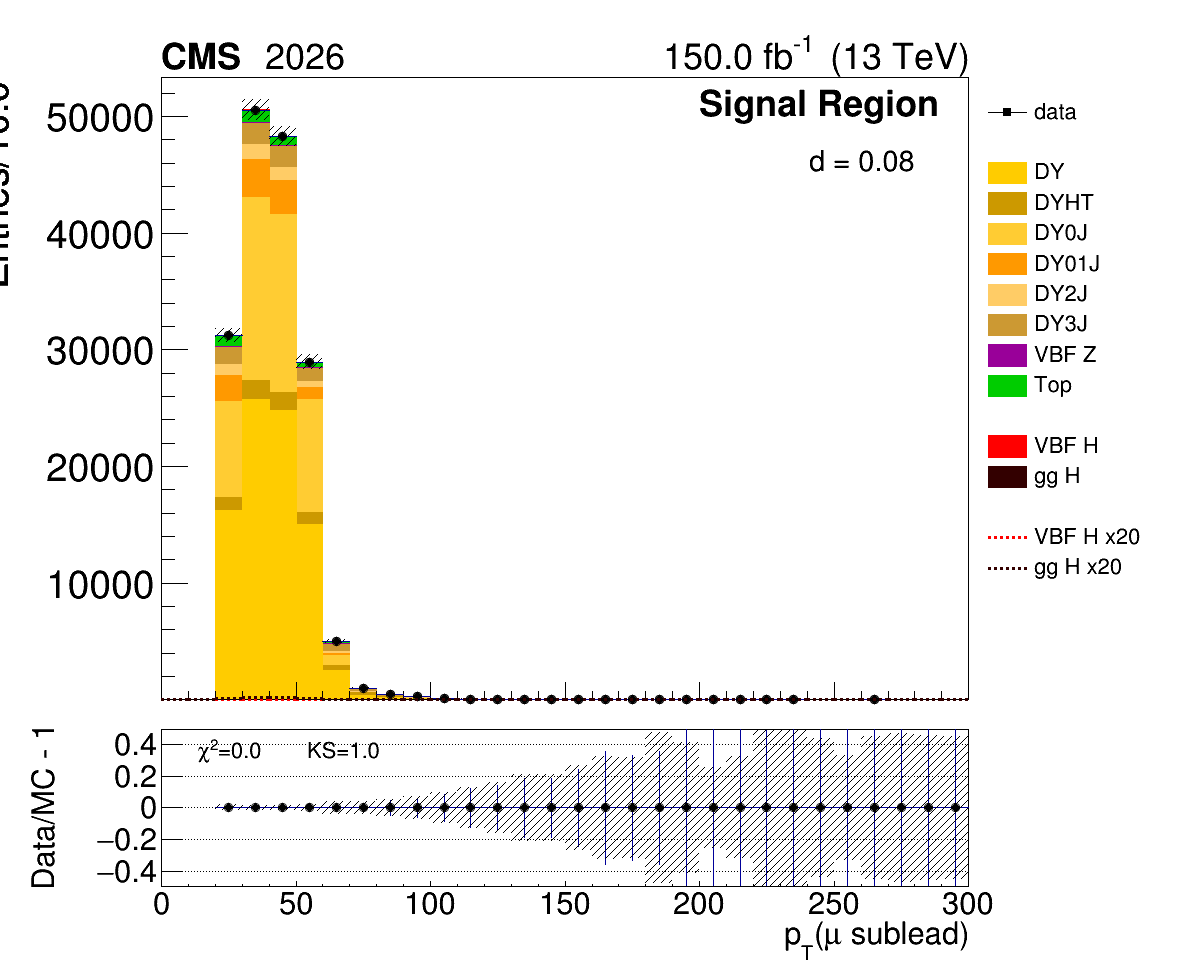 CMS 2026 150.0 fb-1 (13 TeV)
Signal Region
d = 0.08
50000
40000
30000
20000
10000
data
DY
DYHT
DY0J
DY01J
DY2J
DY3J
VBF Z
Top
VBF H
gg H
VBF H x20
gg H x20
Data/MC - 1
χ2=0.0 KS=1.0
0.4
0.2
0
−0.2
−0.4
0 50 100 150 200 250 300
pT(μ sublead)